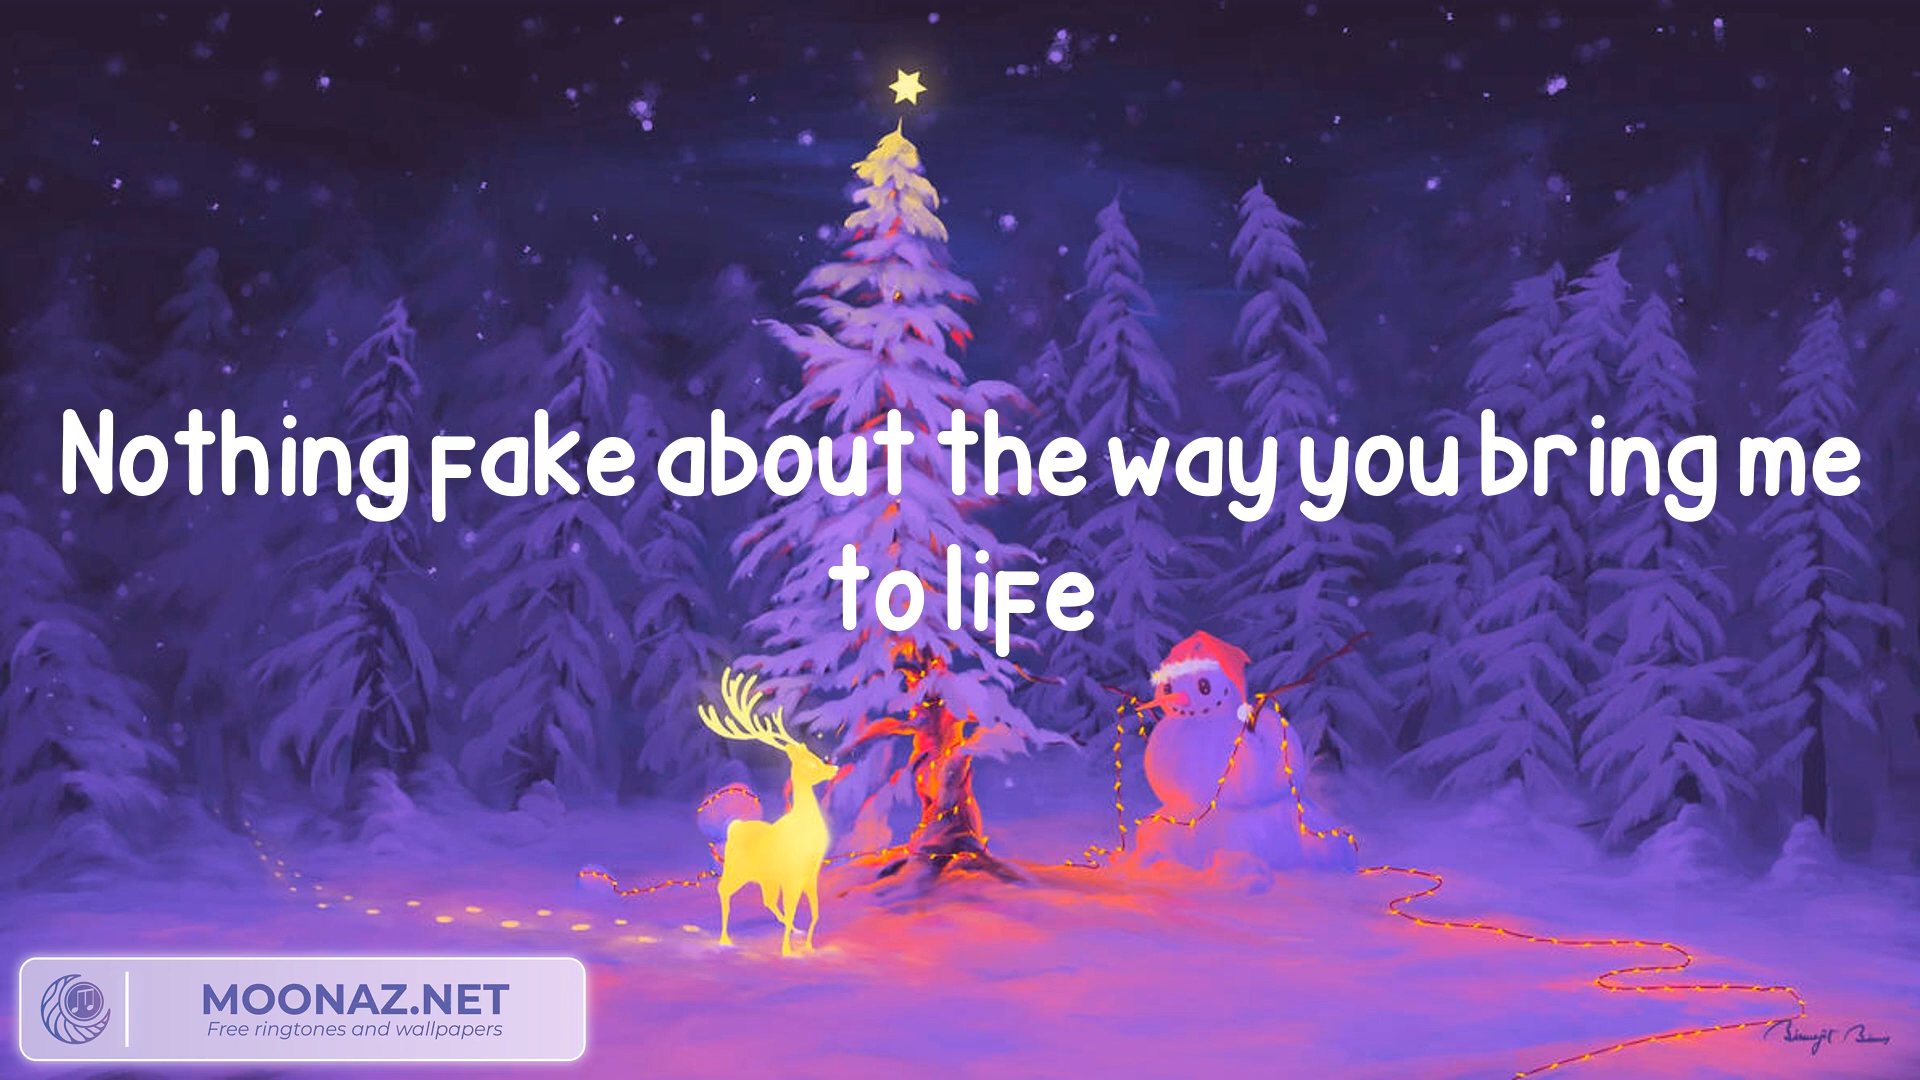 Nothing fake about the way you bring me
to life
MOONAZ.NET
Free ringtones and wallpapers